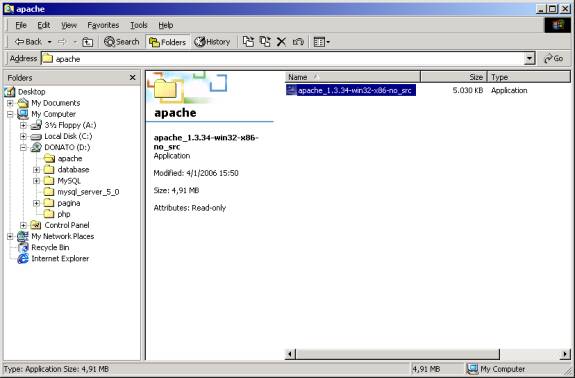 apache
File Edit View Favorites Tools Help
Back Search Folders History
Address apache Go
Folders
Desktop
My Documents
My Computer
3½ Floppy (A:)
Local Disk (C:)
DONATO (D:)
apache
database
MySQL
mysql_server_5_0
pagina
php
Control Panel
My Network Places
Recycle Bin
Internet Explorer
apache
apache_1.3.34-win32-x86-
no_src
Application
Modified: 4/1/2006 15:50
Size: 4,91 MB
Attributes: Read-only
Name Size Type
apache_1.3.34-win32-x86-no_src 5.030 KB Application
Type: Application Size: 4,91 MB 4,91 MB My Computer